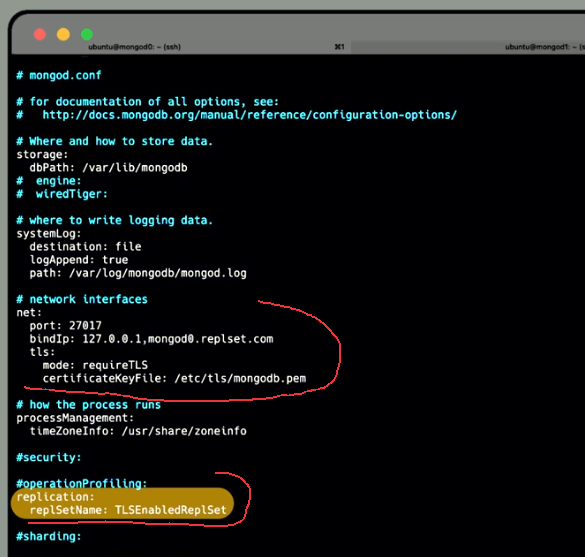 ubuntu@mongod0: ~ (ssh)
⌘1
ubuntu@mongod1: ~ (s
# mongod.conf
# for documentation of all options, see:
#   http://docs.mongodb.org/manual/reference/configuration-options/
# Where and how to store data.
storage:
  dbPath: /var/lib/mongodb
#  engine:
#  wiredTiger:
# where to write logging data.
systemLog:
  destination: file
  logAppend: true
  path: /var/log/mongodb/mongod.log
# network interfaces
net:
  port: 27017
  bindIp: 127.0.0.1,mongod0.replset.com
  tls:
    mode: requireTLS
    certificateKeyFile: /etc/tls/mongodb.pem
# how the process runs
processManagement:
  timeZoneInfo: /usr/share/zoneinfo
#security:
#operationProfiling:
replication:
  replSetName: TLSEnabledReplSet
#sharding: